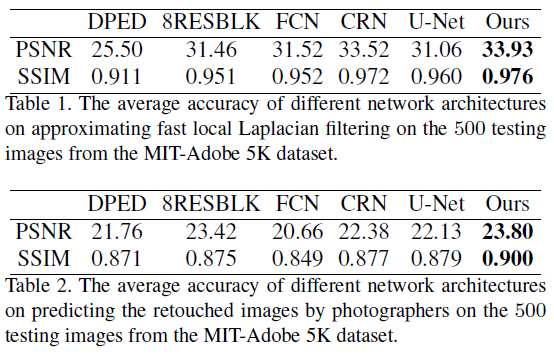 DPED 8RESBLK FCN CRN U-Net Ours
PSNR 25.50 31.46 31.52 33.52 31.06 33.93
SSIM 0.911 0.951 0.952 0.972 0.960 0.976
Table 1. The average accuracy of different network architectures
on approximating fast local Laplacian filtering on the 500 testing
images from the MIT-Adobe 5K dataset.
DPED 8RESBLK FCN CRN U-Net Ours
PSNR 21.76 23.42 20.66 22.38 22.13 23.80
SSIM 0.871 0.875 0.849 0.877 0.879 0.900
Table 2. The average accuracy of different network architectures
on predicting the retouched images by photographers on the 500
testing images from the MIT-Adobe 5K dataset.